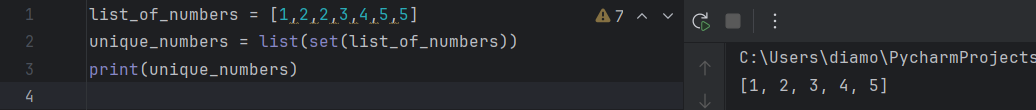 1 list_of_numbers = [1,2,2,3,4,5,5]
2 unique_numbers = list(set(list_of_numbers))
3 print(unique_numbers)
4
7
C:\Users\diamo\PycharmProjects
[1, 2, 3, 4, 5]